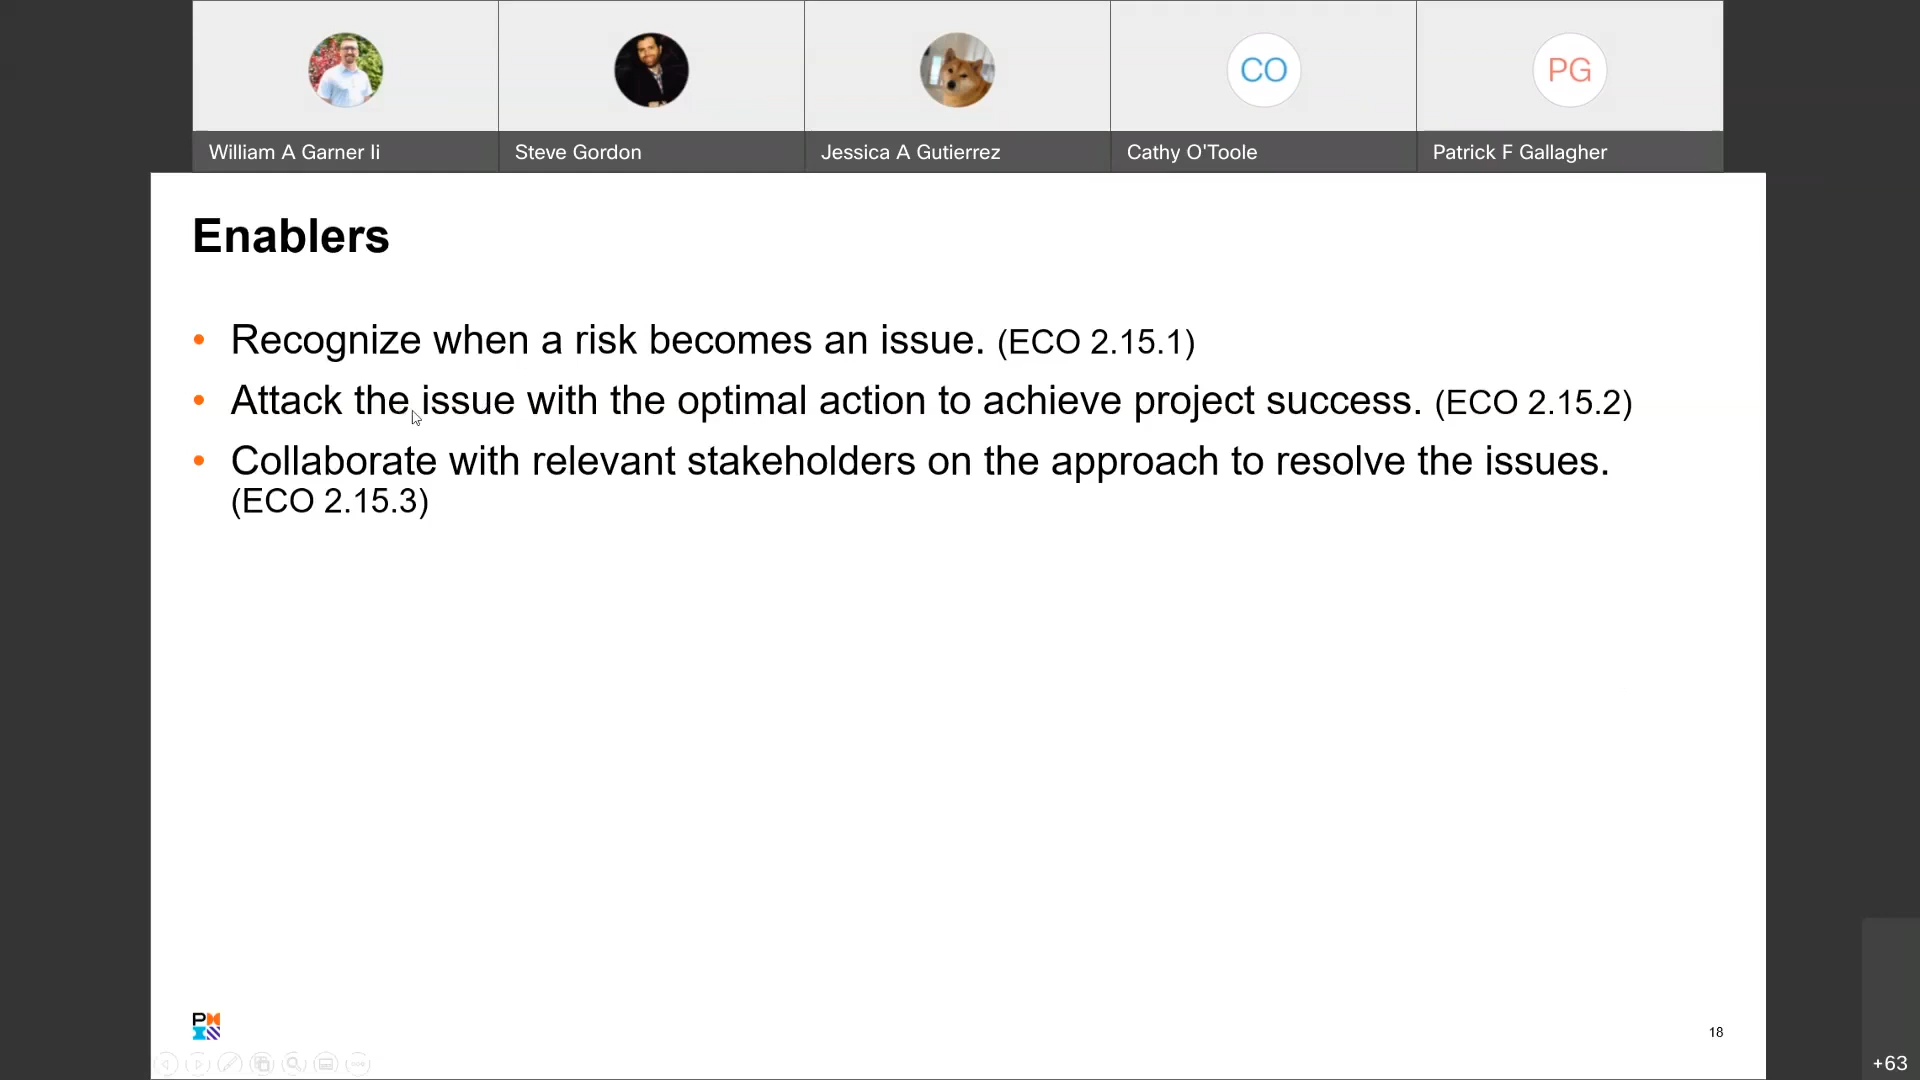 CO
PG
William A Garner Ii
Steve Gordon
Jessica A Gutierrez
Cathy O'Toole
Patrick F Gallagher
Enablers
• Recognize when a risk becomes an issue. (ECO 2.15.1)
• Attack the issue with the optimal action to achieve project success. (ECO 2.15.2)
• Collaborate with relevant stakeholders on the approach to resolve the issues.
(ECO 2.15.3)
18
+63